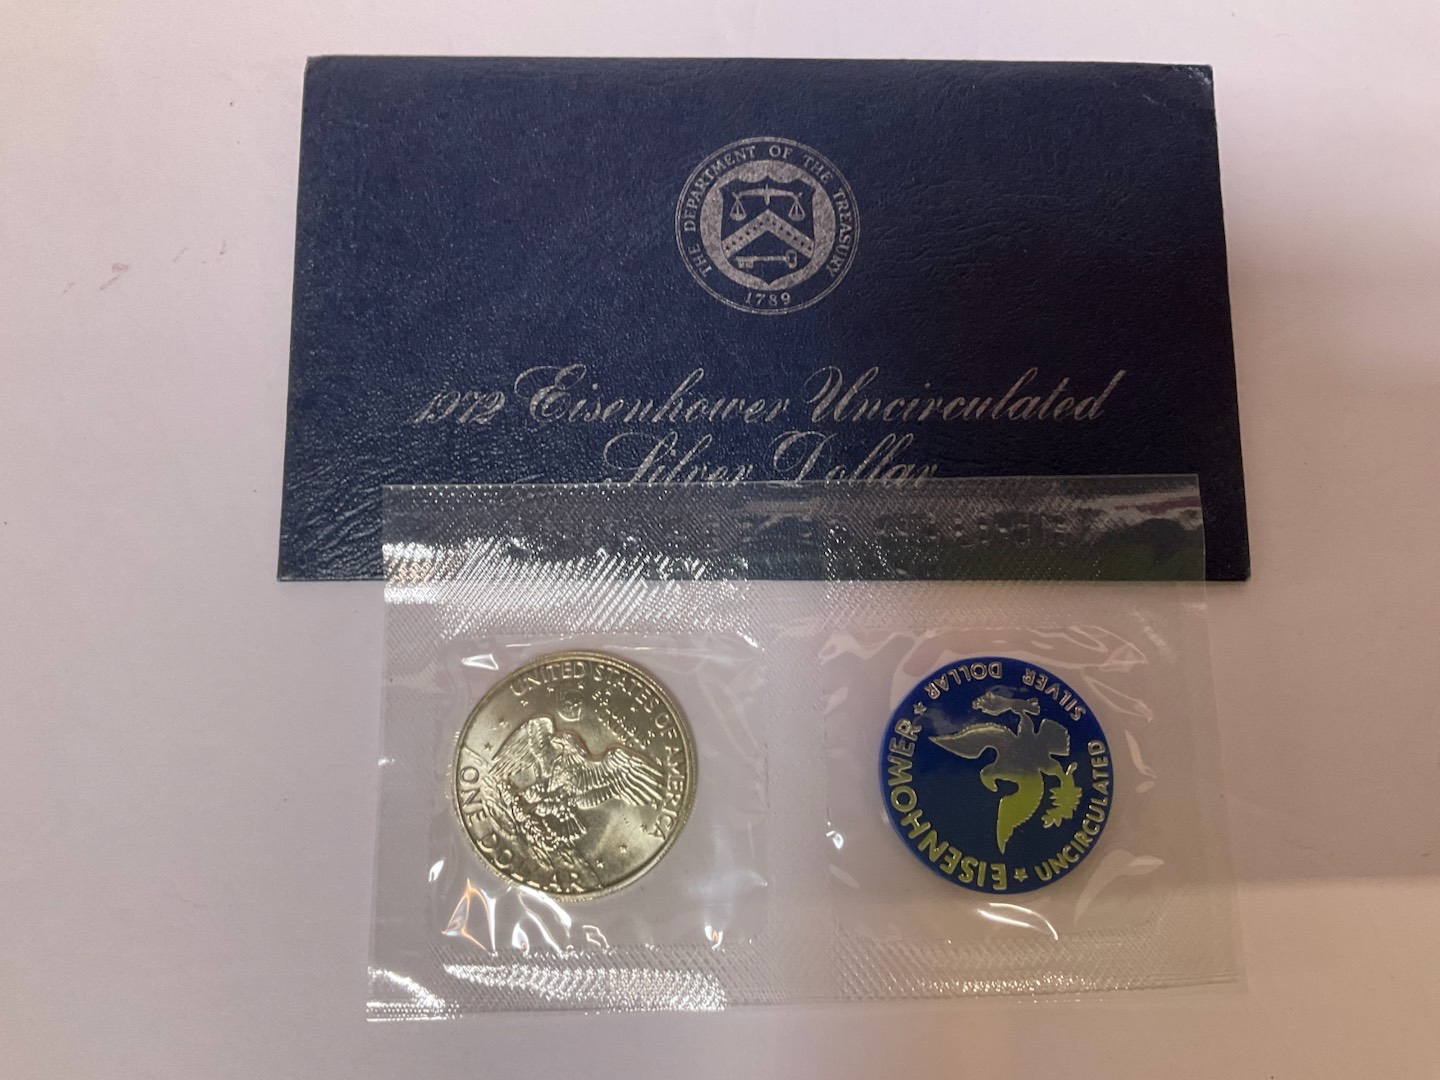 THE DEPARTMENT OF THE TREASURY
1789
1972 Eisenhower Uncirculated
Silver Dollar
UNITED STATES OF AMERICA
ONE DOLLAR
EISENHOWER
SILVER DOLLAR
UNCIRCULATED